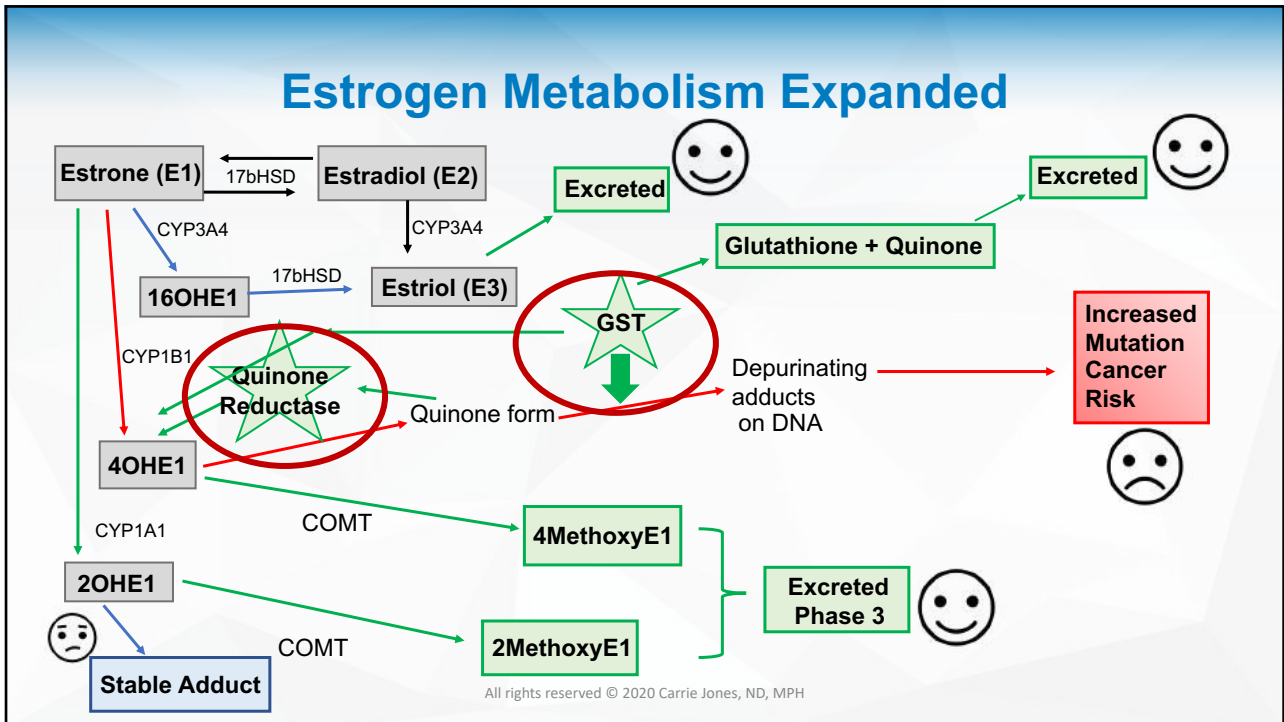 Estrogen Metabolism Expanded
Estrone (E1)
17bHSD
Estradiol (E2)
Excreted
Excreted
CYP3A4
CYP3A4
Glutathione + Quinone
16OHE1
17bHSD
Estriol (E3)
GST
Increased
Mutation
Cancer
Risk
CYP1B1
Quinone
Reductase
Quinone form
Depurinating
adducts
on DNA
4OHE1
COMT
4MethoxyE1
CYP1A1
2OHE1
Excreted
Phase 3
COMT
2MethoxyE1
Stable Adduct
All rights reserved © 2020 Carrie Jones, ND, MPH